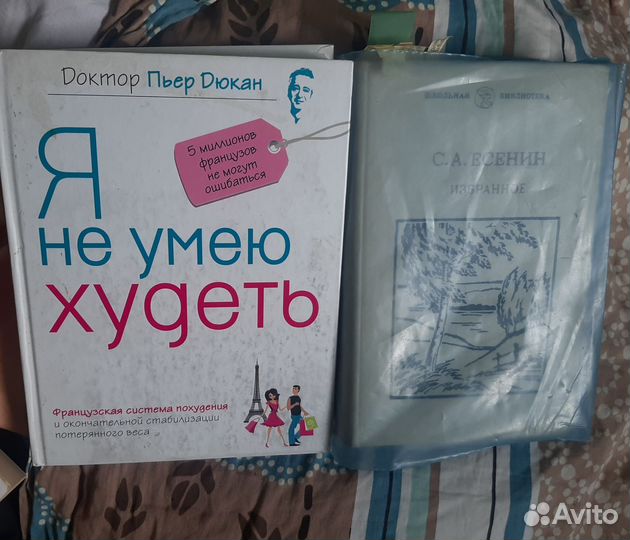 Доктор Пьер Дюкан
5 миллионов
французов
не могут
ошибаться
Я
не умею
худеть
Французская система похудения
и окончательной стабилизации
потерянного веса
ШКОЛЬНАЯ БИБЛИОТЕКА
С. А. ЕСЕНИН
ИЗБРАННОЕ
Avito